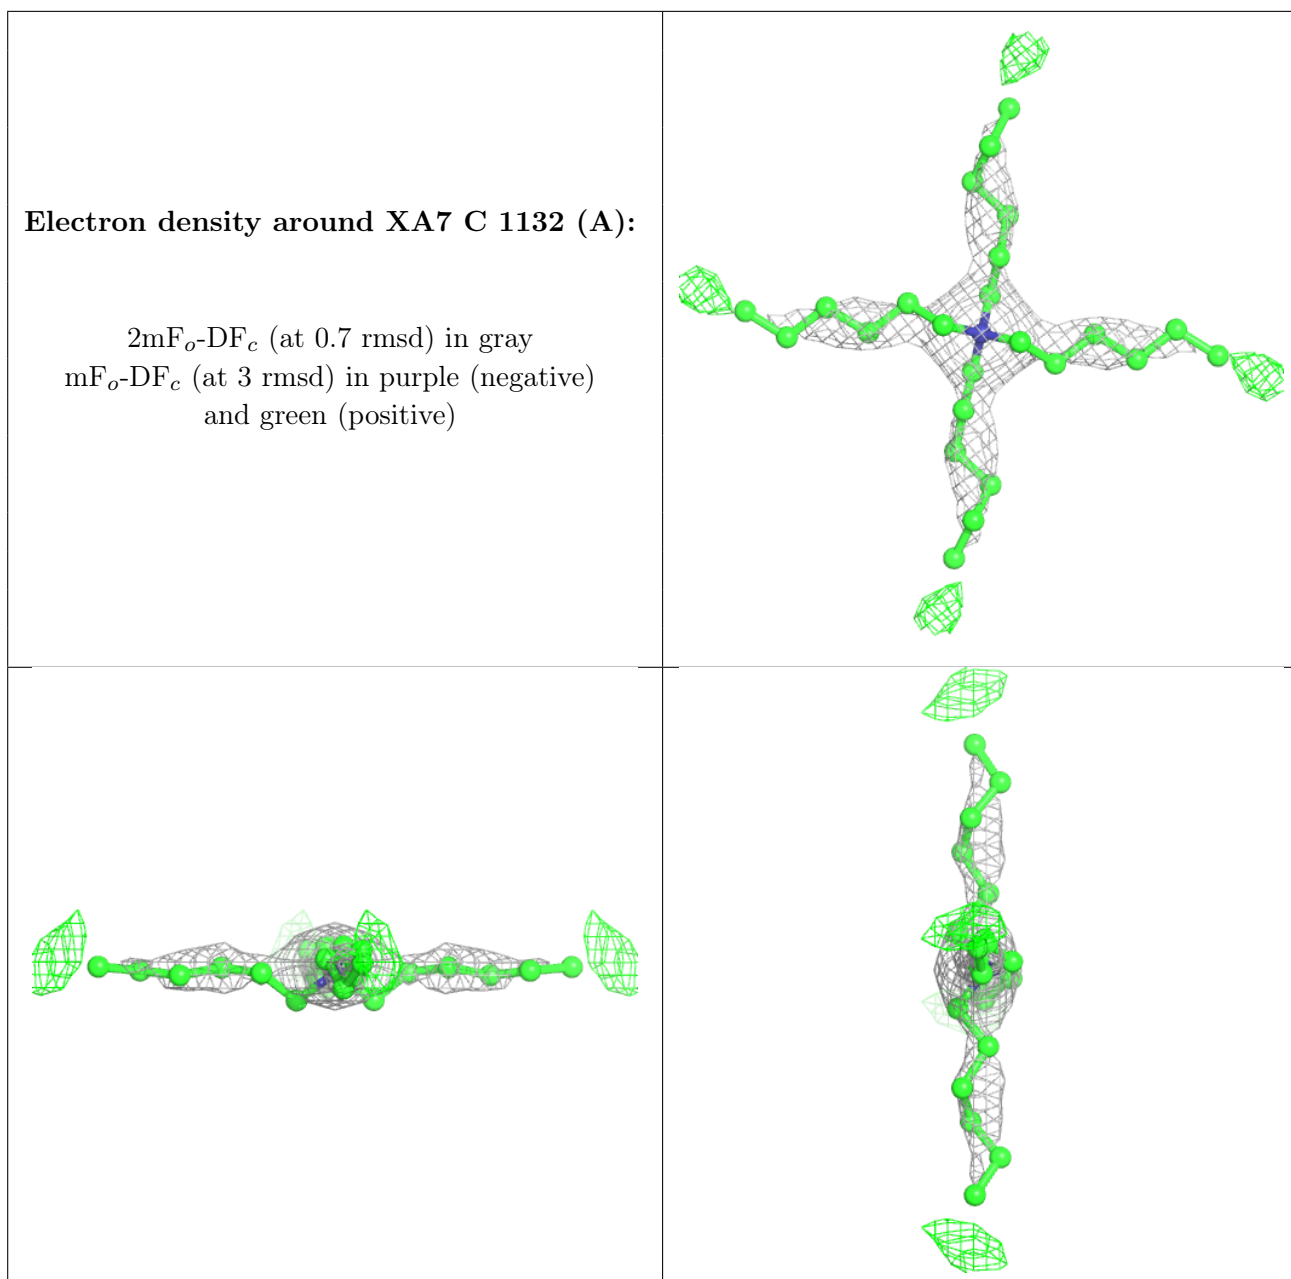 Electron density around XA7 C 1132 (A):
2mFo-DFc (at 0.7 rmsd) in gray
mFo-DFc (at 3 rmsd) in purple (negative)
and green (positive)